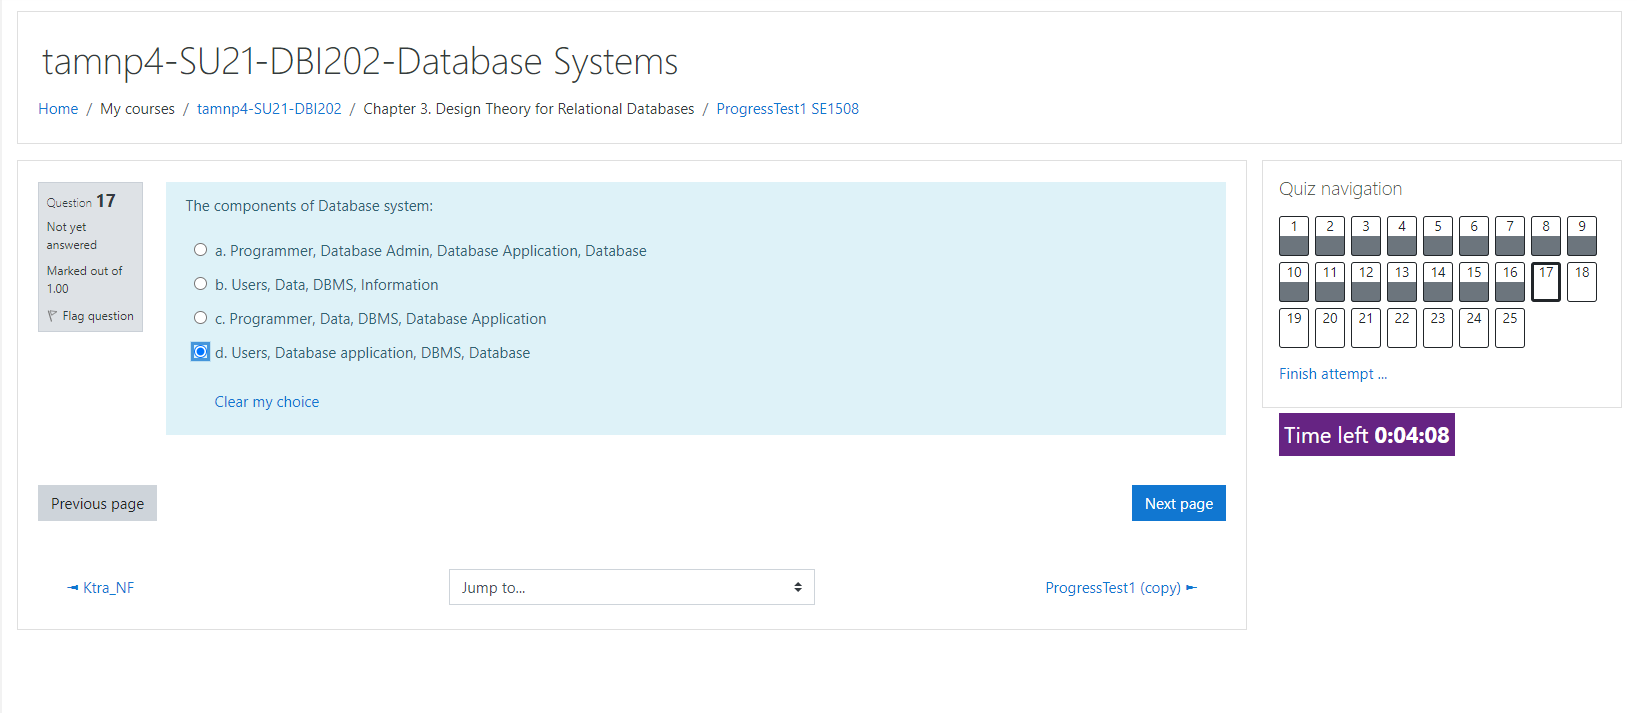 tamnp4-SU21-DBI202-Database Systems
Home / My courses / tamnp4-SU21-DBI202 / Chapter 3. Design Theory for Relational Databases / ProgressTest1 SE1508
Question 17
Not yet
answered
Marked out of
1.00
Flag question
The components of Database system:
a. Programmer, Database Admin, Database Application, Database
b. Users, Data, DBMS, Information
c. Programmer, Data, DBMS, Database Application
d. Users, Database application, DBMS, Database
Clear my choice
Previous page
Next page
◄ Ktra_NF
Jump to...
ProgressTest1 (copy) ►
Quiz navigation
1 2 3 4 5 6 7 8 9
10 11 12 13 14 15 16 17 18
19 20 21 22 23 24 25
Finish attempt ...
Time left 0:04:08